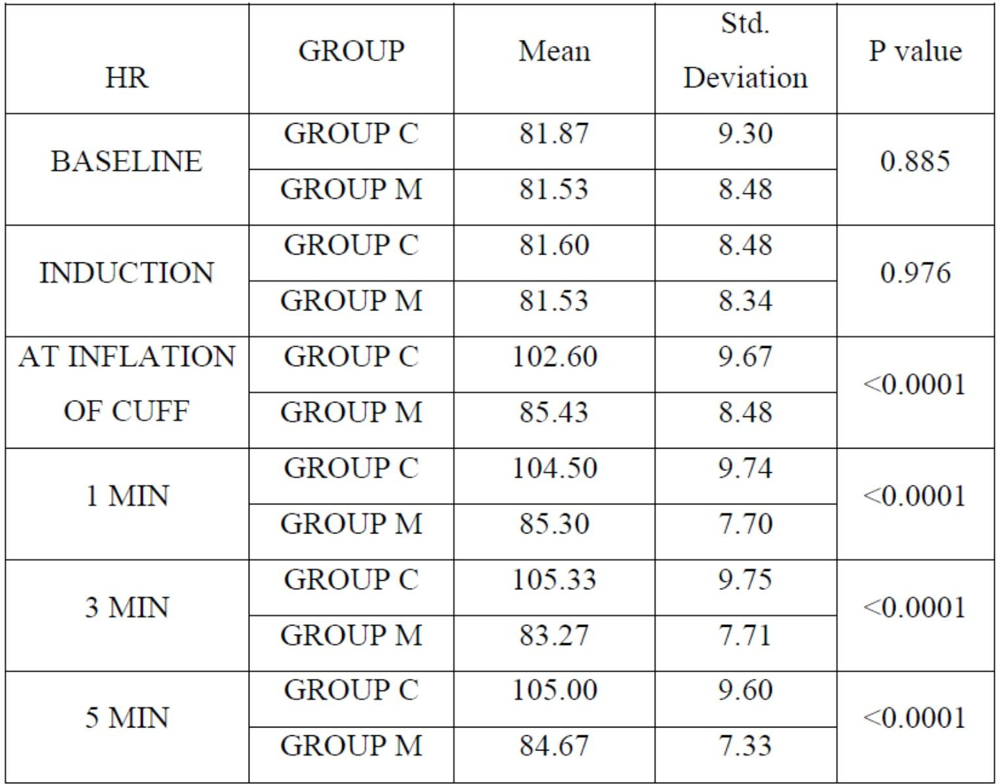 HR GROUP Mean Std. Deviation P value
BASELINE GROUP C 81.87 9.30 0.885
GROUP M 81.53 8.48
INDUCTION GROUP C 81.60 8.48 0.976
GROUP M 81.53 8.34
AT INFLATION OF CUFF GROUP C 102.60 9.67 <0.0001
GROUP M 85.43 8.48
1 MIN GROUP C 104.50 9.74 <0.0001
GROUP M 85.30 7.70
3 MIN GROUP C 105.33 9.75 <0.0001
GROUP M 83.27 7.71
5 MIN GROUP C 105.00 9.60 <0.0001
GROUP M 84.67 7.33